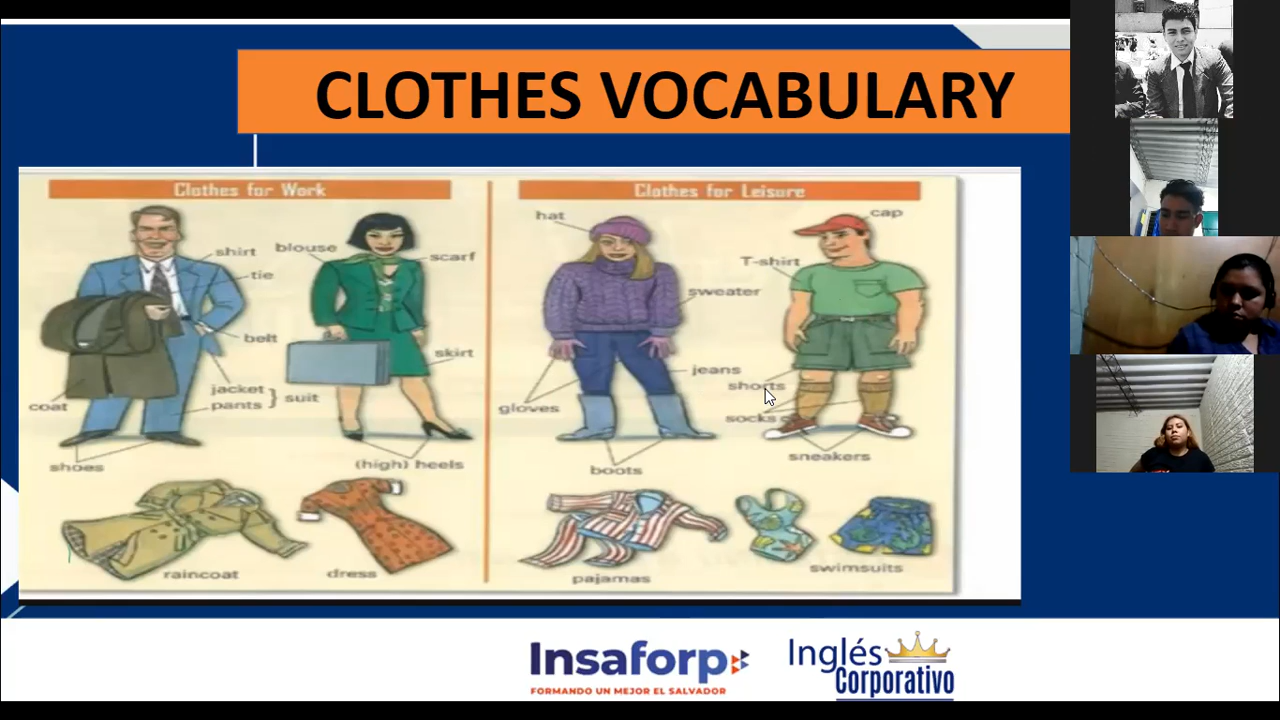 CLOTHES VOCABULARY
Clothes for Work
shirt
blouse
scarf
tie
belt
skirt
jacket
pants
suit
coat
shoes
(high) heels
raincoat
dress
Clothes for Leisure
hat
cap
T-shirt
sweater
jeans
shorts
gloves
socks
sneakers
boots
pajamas
swimsuits
Insaforp
FORMANDO UN MEJOR EL SALVADOR
Inglés
Corporativo